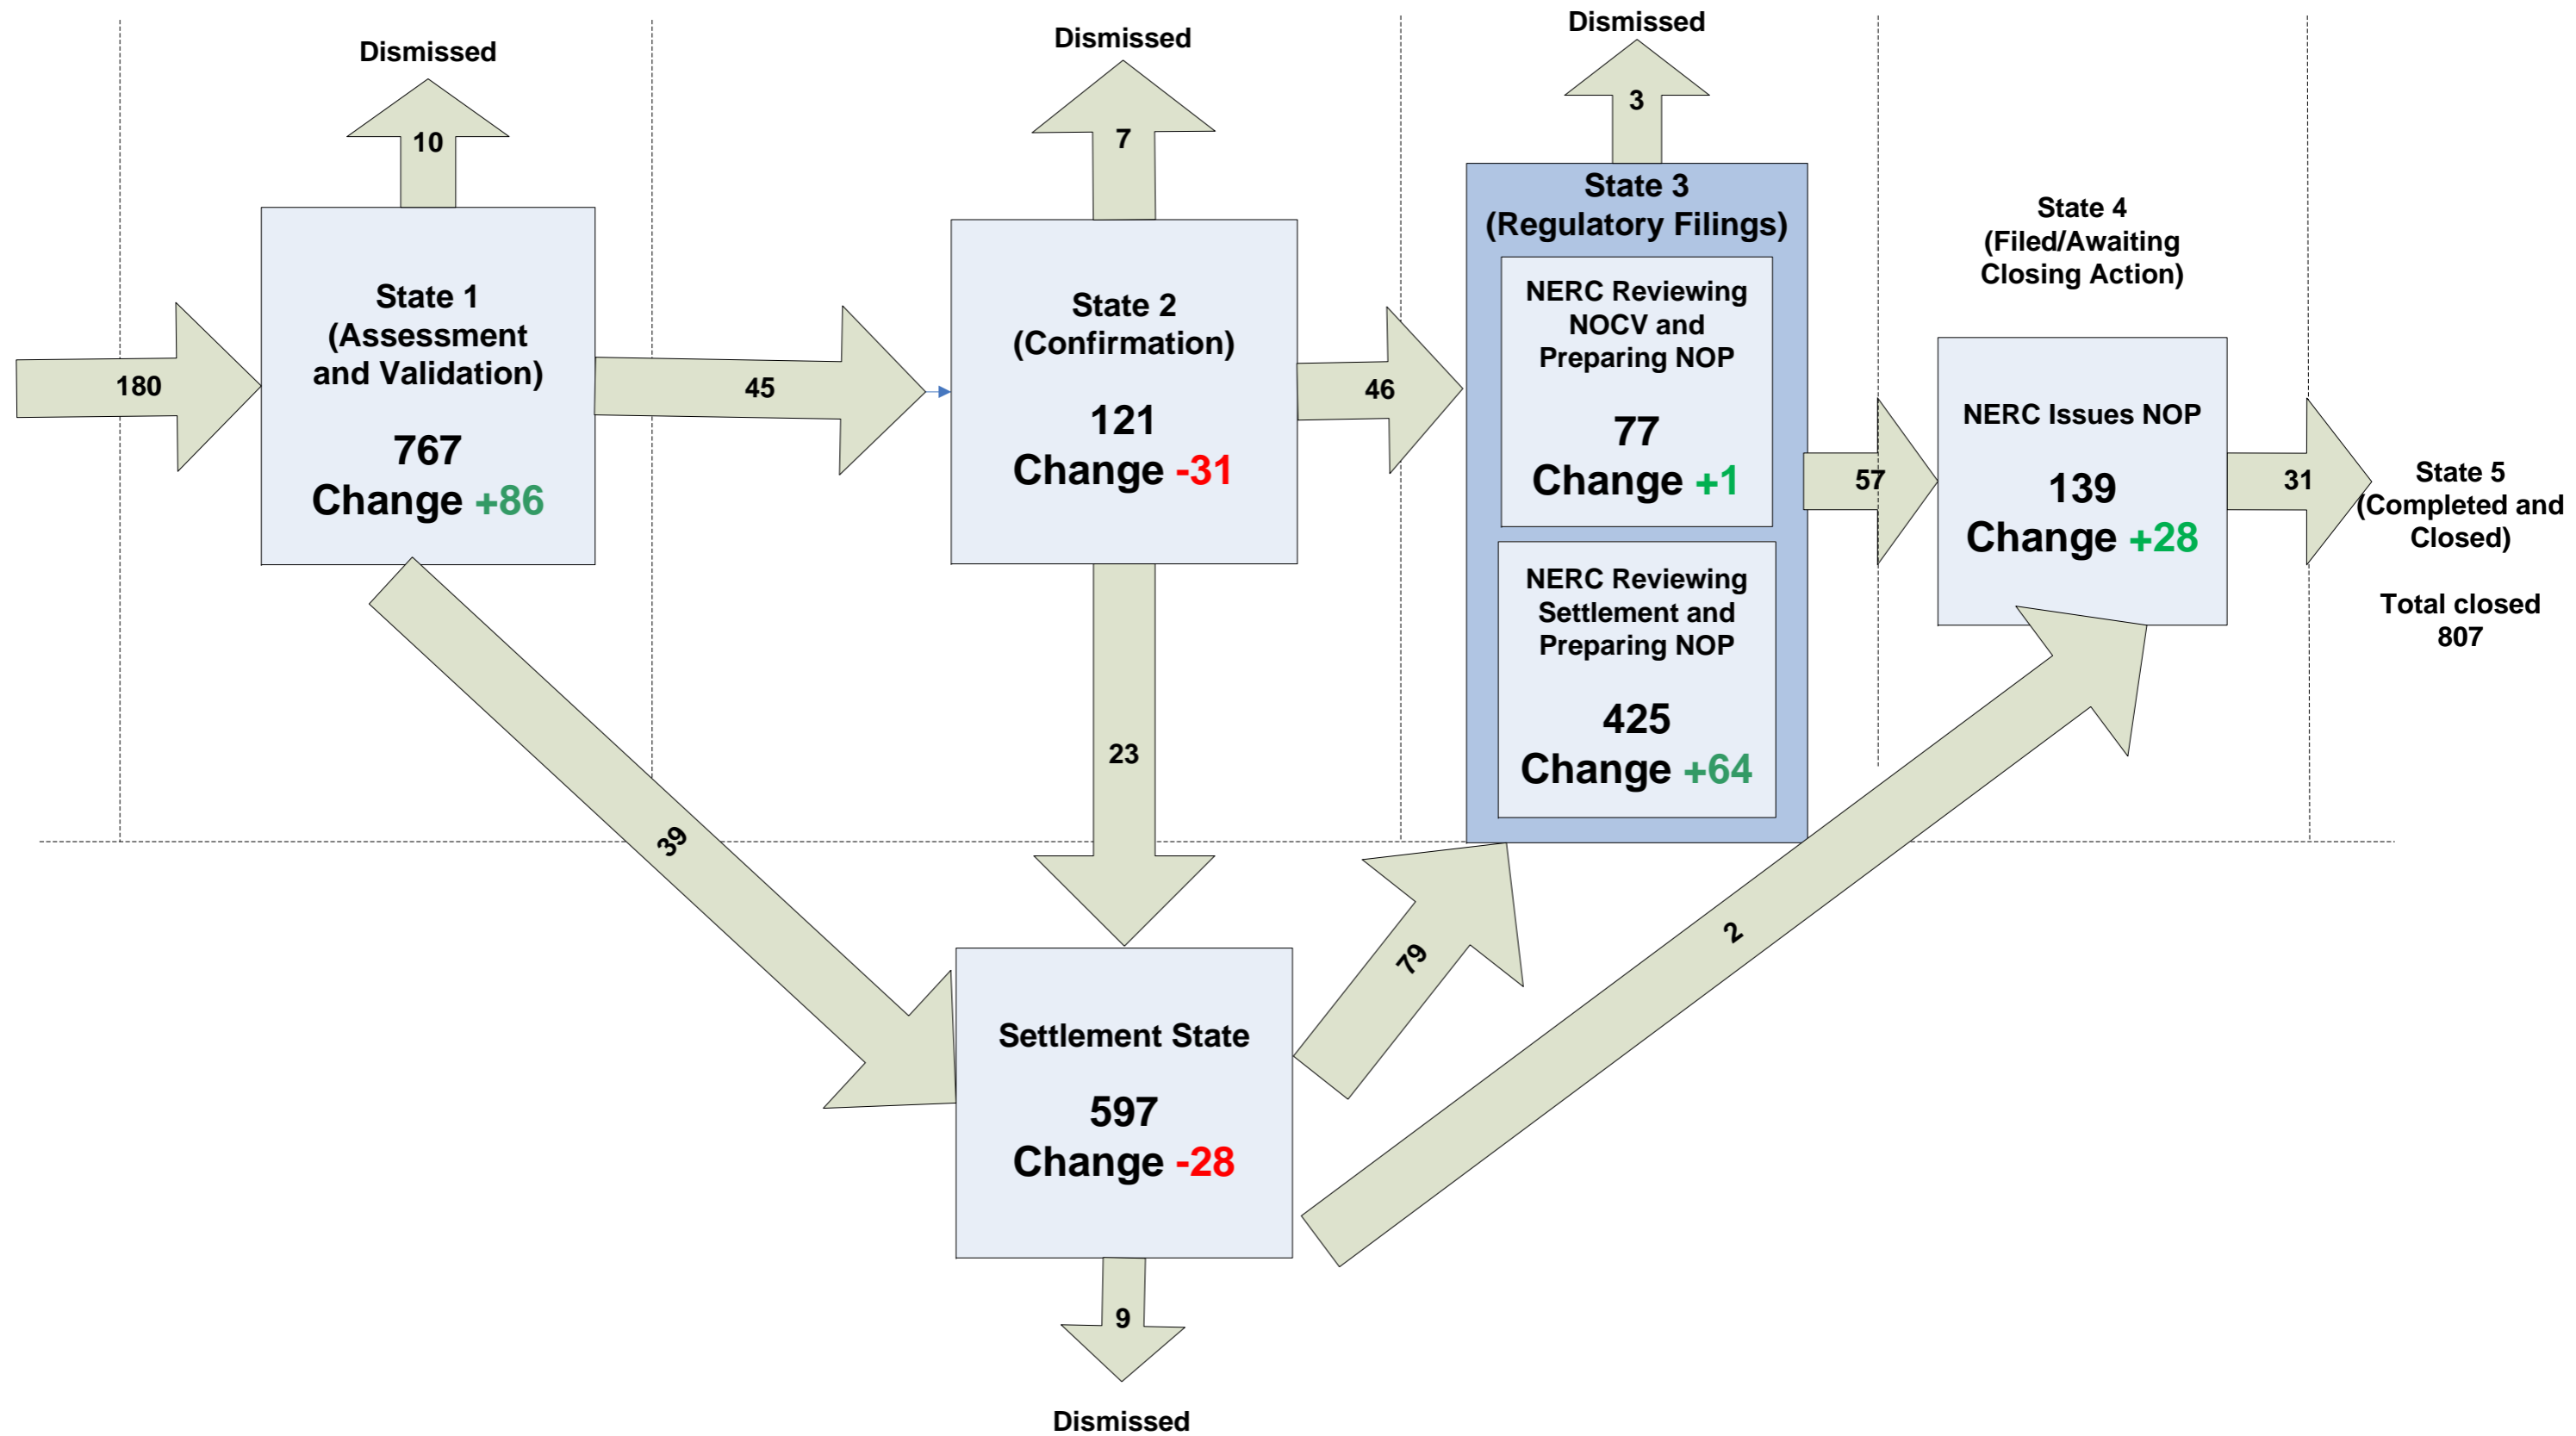 Dismissed
10
180
State 1
(Assessment
and Validation)
767
Change +86
45
39
Dismissed
7
State 2
(Confirmation)
121
Change -31
46
23
Dismissed
3
State 3
(Regulatory Filings)
NERC Reviewing
NOCV and
Preparing NOP
77
Change +1
NERC Reviewing
Settlement and
Preparing NOP
425
Change +64
57
State 4
(Filed/Awaiting
Closing Action)
NERC Issues NOP
139
Change +28
31
State 5
(Completed and
Closed)
Total closed
807
Settlement State
597
Change -28
79
2
9
Dismissed